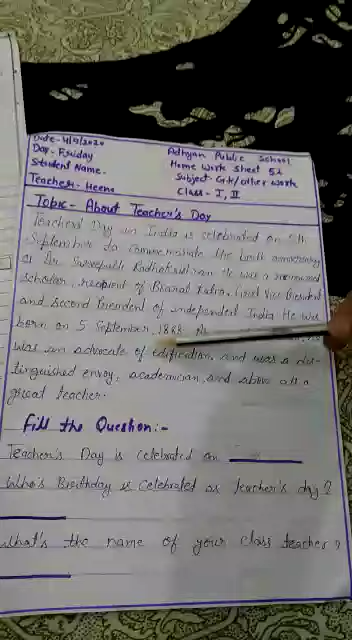 Date- 4/9/2020
Day- Friday
Student Name-
Teacher- Heena
Adhyan Public School
Home Work Sheet 52
Subject- G.K/other work
Class- I, II
Topic- About Teacher's Day
Teachers' Day in India is celebrated on 5th
September to commemorate the birth anniversary
of Dr. Sarvepalli Radhakrishnan He was a renowned
scholar, recipient of Bharat Ratna, first Vice President
and second President of independent India He was
born on 5 September, 1888.
was an advocate of edification, and was a dis-
tinguished envoy, academician, and above all a
great teacher.
Fill the Question:-
Teacher's Day is celebrated on
Who's Breithday is celebrated as teacher's day?
What's the name of your class teacher?